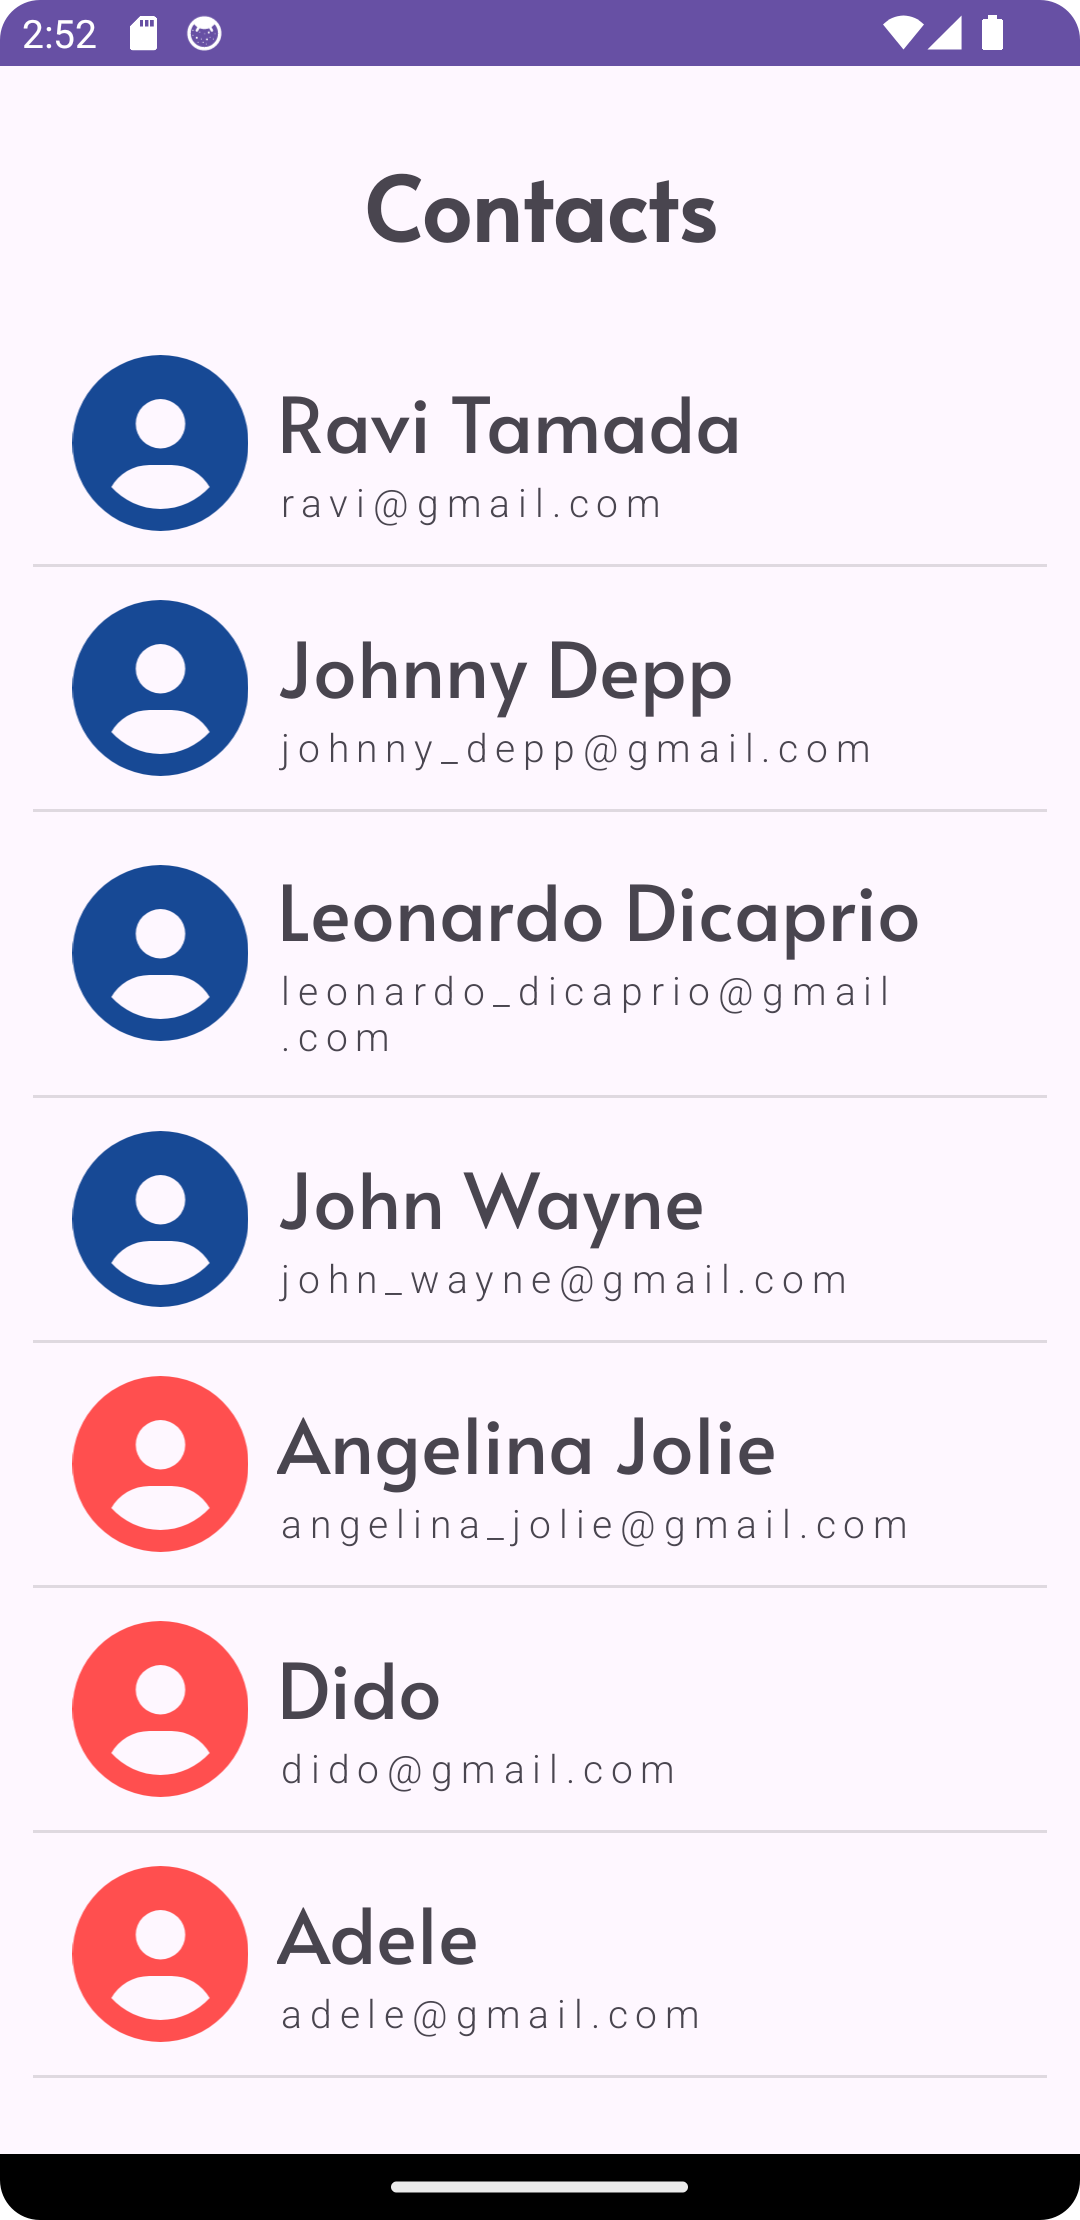 2:52
Contacts
Ravi Tamada
ravi@gmail.com
Johnny Depp
johnny_depp@gmail.com
Leonardo Dicaprio
leonardo_dicaprio@gmail
.com
John Wayne
john_wayne@gmail.com
Angelina Jolie
angelina_jolie@gmail.com
Dido
dido@gmail.com
Adele
adele@gmail.com